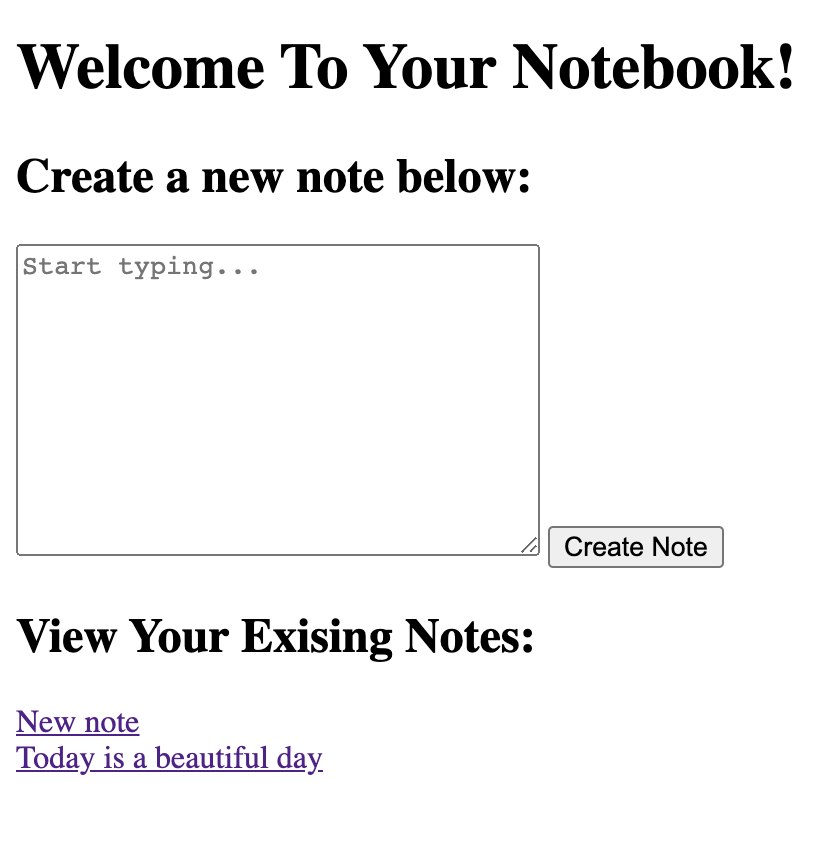 Welcome To Your Notebook!
Create a new note below:
Start typing...
Create Note
View Your Exising Notes:
New note
Today is a beautiful day